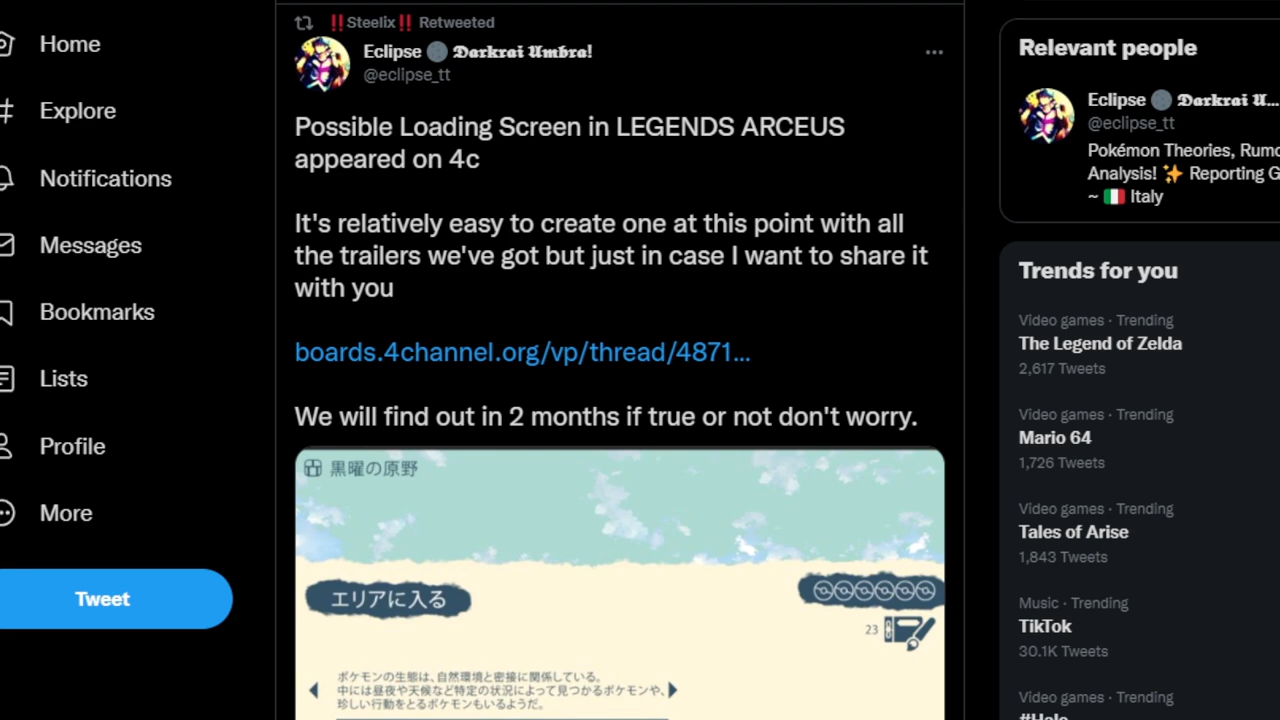 ‼️Steelix‼️ Retweeted
Home
Eclipse 🌑 𝕯𝖆𝖗𝖐𝖗𝖆𝖎 𝖀𝖒𝖇𝖗𝖆!
@eclipse_tt
Explore
Notifications
Messages
Bookmarks
Lists
Profile
More
Tweet
Possible Loading Screen in LEGENDS ARCEUS
appeared on 4c
It's relatively easy to create one at this point with all
the trailers we've got but just in case I want to share it
with you
boards.4channel.org/vp/thread/4871...
We will find out in 2 months if true or not don't worry.
黒曜の原野
エリアに入る
23
ポケモンの生態は、自然環境と密接に関係している。
中には昼夜や天候など特定の状況によって見つかるポケモンや、
珍しい行動をとるポケモンもいるようだ。
Relevant people
Eclipse 🌑 𝕯𝖆𝖗𝖐𝖗𝖆𝖎 𝖀...
@eclipse_tt
Pokémon Theories, Rumo
Analysis! ✨ Reporting G
~ 🇮🇹 Italy
Trends for you
Video games · Trending
The Legend of Zelda
2,617 Tweets
Video games · Trending
Mario 64
1,726 Tweets
Video games · Trending
Tales of Arise
1,843 Tweets
Music · Trending
TikTok
30.1K Tweets
Video games · Trending
#Halo